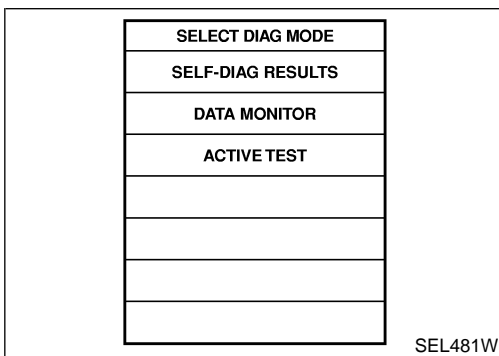 SELECT DIAG MODE
SELF-DIAG RESULTS
DATA MONITOR
ACTIVE TEST
SEL481W